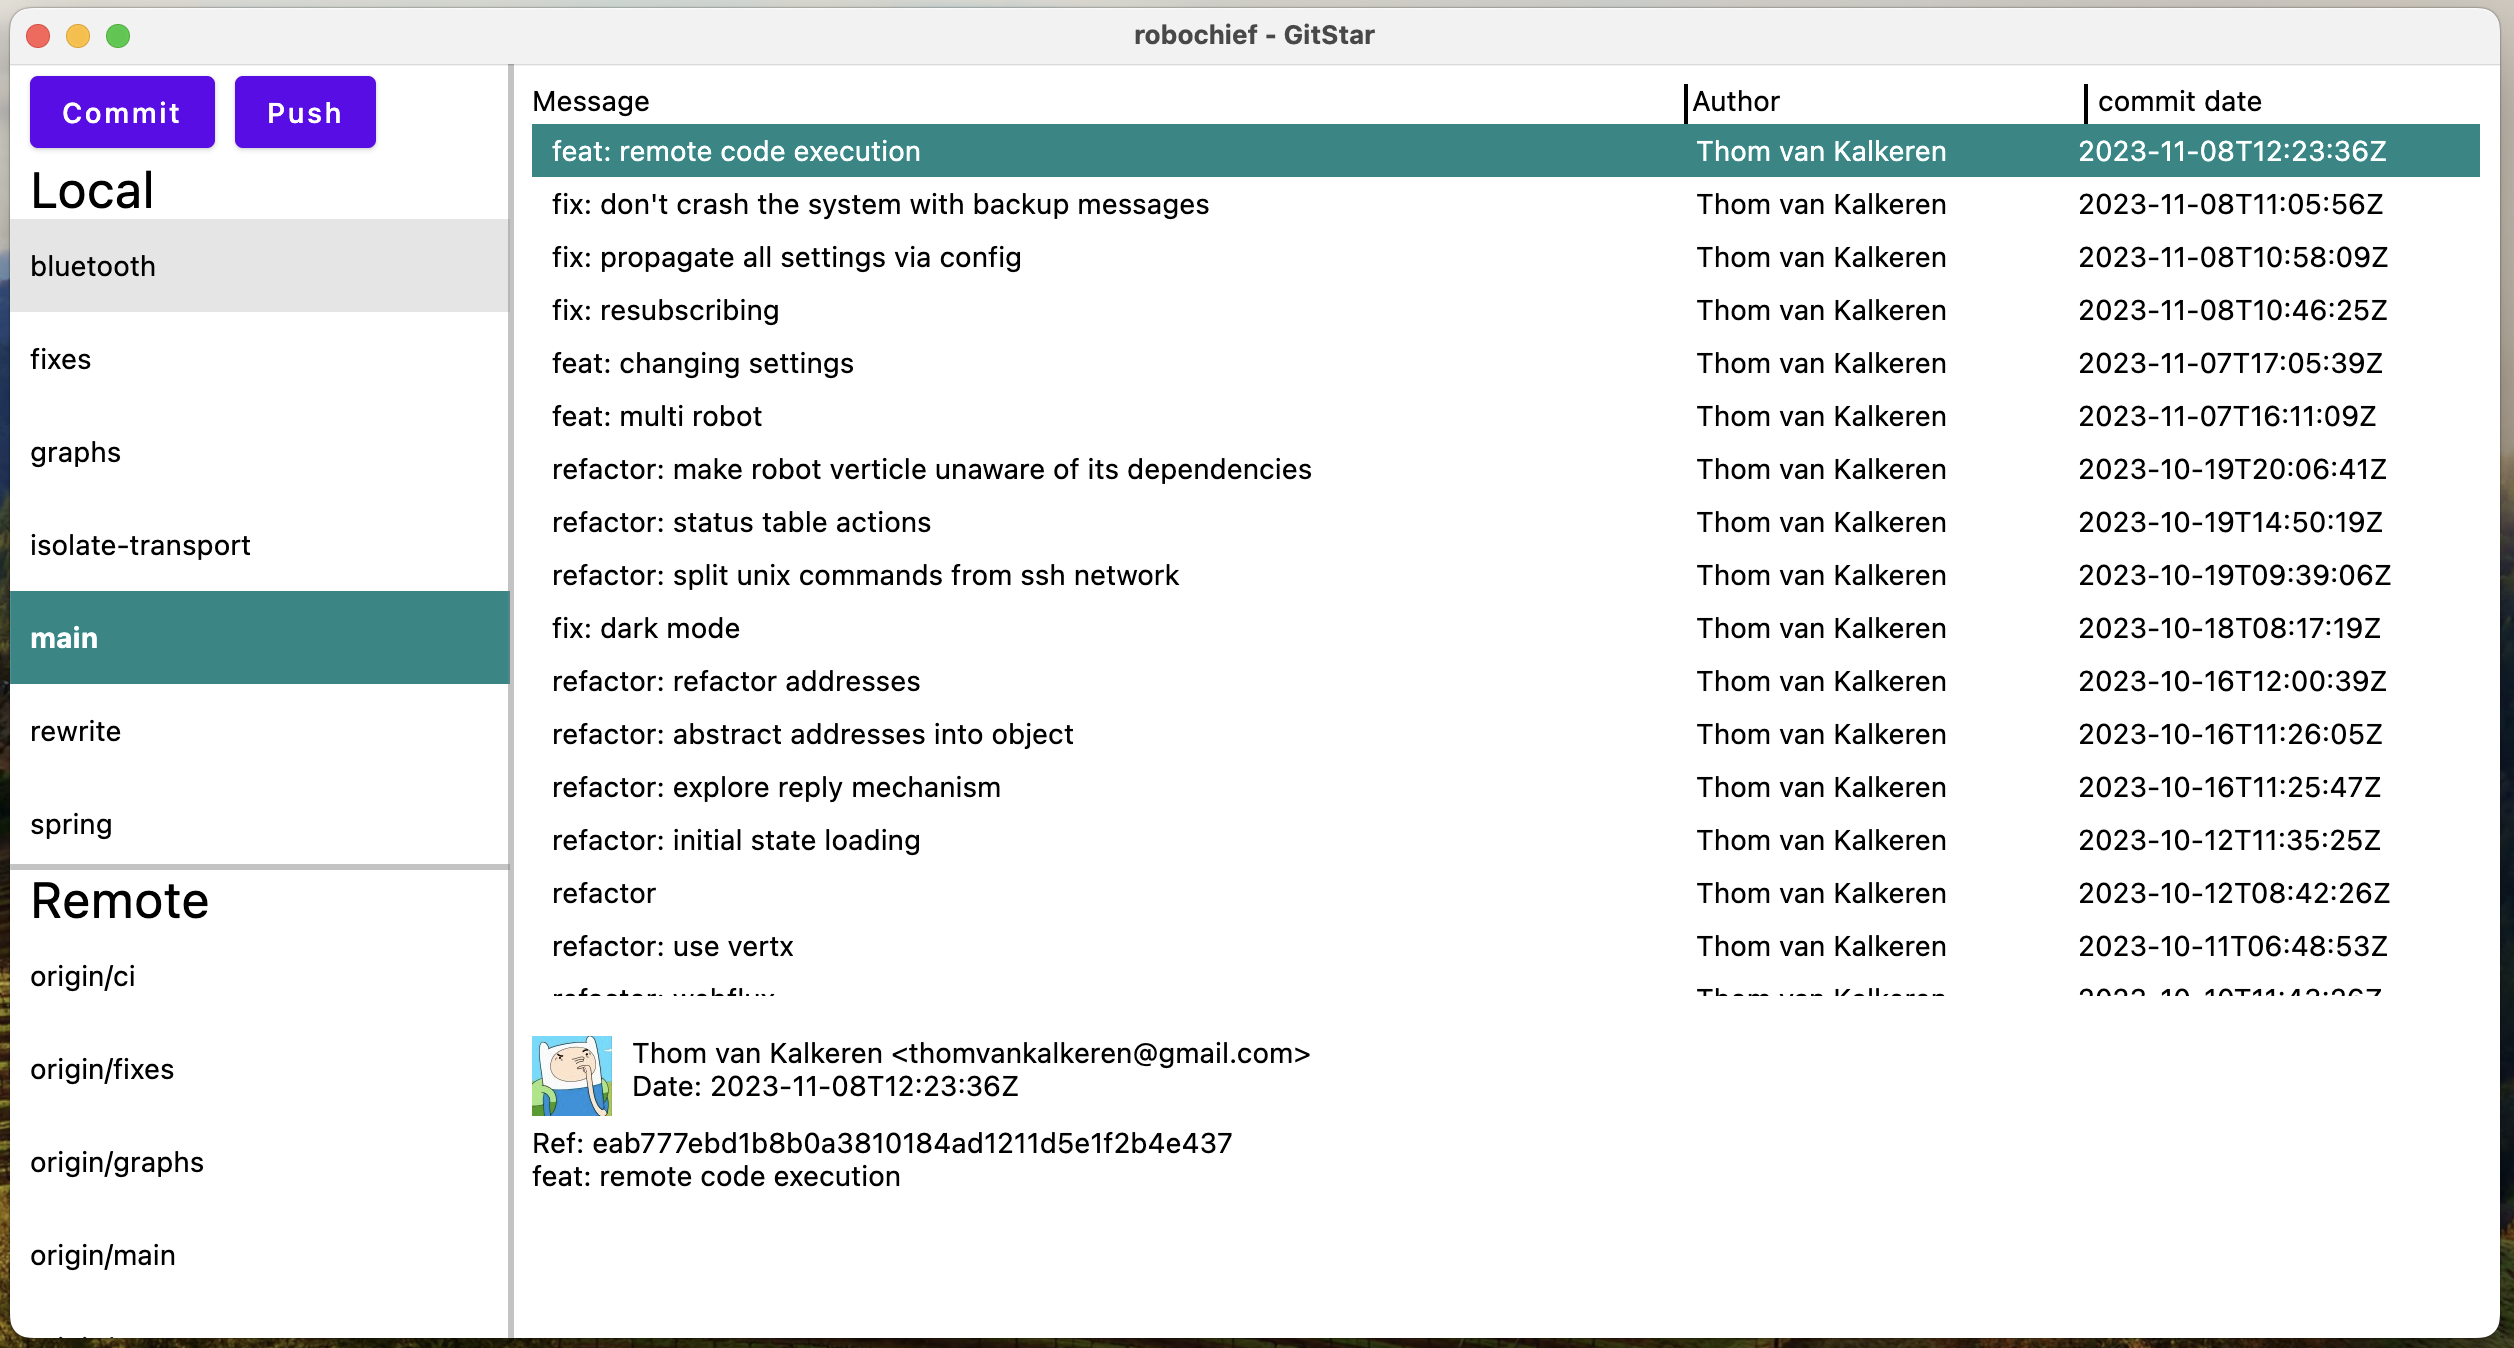 robochief - GitStar
Commit Push
Local
bluetooth
fixes
graphs
isolate-transport
main
rewrite
spring
Remote
origin/ci
origin/fixes
origin/graphs
origin/main
Message Author commit date
feat: remote code execution Thom van Kalkeren 2023-11-08T12:23:36Z
fix: don't crash the system with backup messages Thom van Kalkeren 2023-11-08T11:05:56Z
fix: propagate all settings via config Thom van Kalkeren 2023-11-08T10:58:09Z
fix: resubscribing Thom van Kalkeren 2023-11-08T10:46:25Z
feat: changing settings Thom van Kalkeren 2023-11-07T17:05:39Z
feat: multi robot Thom van Kalkeren 2023-11-07T16:11:09Z
refactor: make robot verticle unaware of its dependencies Thom van Kalkeren 2023-10-19T20:06:41Z
refactor: status table actions Thom van Kalkeren 2023-10-19T14:50:19Z
refactor: split unix commands from ssh network Thom van Kalkeren 2023-10-19T09:39:06Z
fix: dark mode Thom van Kalkeren 2023-10-18T08:17:19Z
refactor: refactor addresses Thom van Kalkeren 2023-10-16T12:00:39Z
refactor: abstract addresses into object Thom van Kalkeren 2023-10-16T11:26:05Z
refactor: explore reply mechanism Thom van Kalkeren 2023-10-16T11:25:47Z
refactor: initial state loading Thom van Kalkeren 2023-10-12T11:35:25Z
refactor Thom van Kalkeren 2023-10-12T08:42:26Z
refactor: use vertx Thom van Kalkeren 2023-10-11T06:48:53Z
refactor: webflux Thom van Kalkeren
Thom van Kalkeren <thomvankalkeren@gmail.com>
Date: 2023-11-08T12:23:36Z
Ref: eab777ebd1b8b0a3810184ad1211d5e1f2b4e437
feat: remote code execution